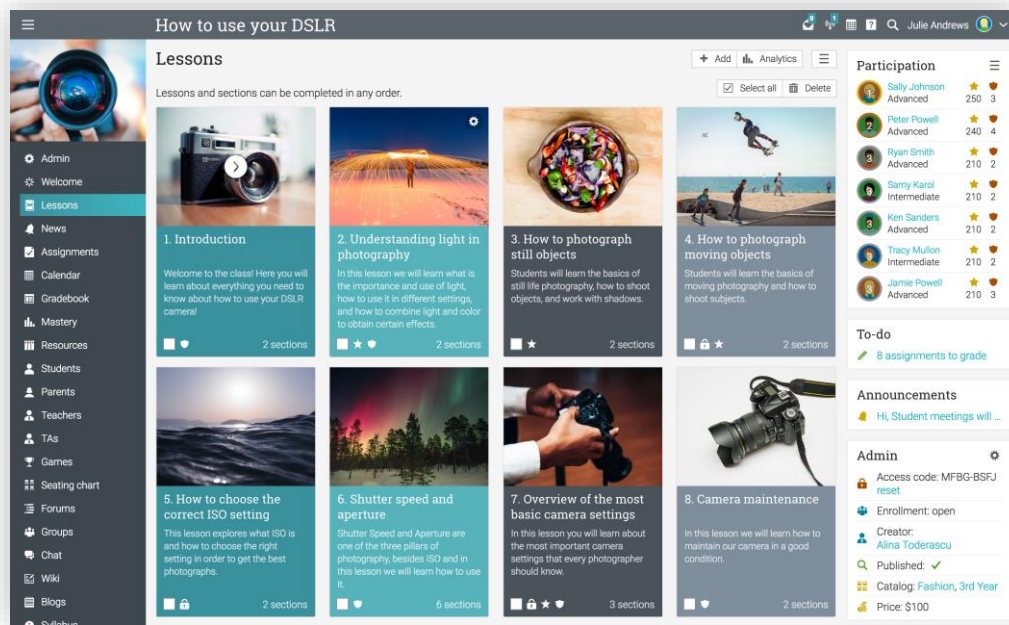 How to use your DSLR
Julie Andrews
Admin
Welcome
Lessons
News
Assignments
Calendar
Gradebook
Mastery
Resources
Students
Parents
Teachers
TAs
Games
Seating chart
Forums
Groups
Chat
Wiki
Blogs
Syllabus
Lessons
Add
Analytics
Lessons and sections can be completed in any order.
Select all
Delete
1. Introduction
Welcome to the class! Here you will
learn about everything you need to
know about how to use your DSLR
camera!
2 sections
2. Understanding light in
photography
In this lesson we will learn what is
the importance and use of light,
how to use it in different settings,
and how to combine light and color
to obtain certain effects.
2 sections
3. How to photograph
still objects
Students will learn the basics of
still life photography, how to shoot
objects, and work with shadows.
2 sections
4. How to photograph
moving objects
Students will learn the basics of
moving photography and how to
shoot subjects.
2 sections
5. How to choose the
correct ISO setting
This lesson explores what ISO is
and how to choose the right
setting in order to get the best
photographs.
2 sections
6. Shutter speed and
aperture
Shutter Speed and Aperture are
one of the three pillars of
photography, besides ISO and in
this lesson we will learn how to use
it.
6 sections
7. Overview of the most
basic camera settings
In this lesson you will learn about
the most important camera
settings that every photographer
should know.
3 sections
8. Camera maintenance
In this lesson we will learn how to
maintain our camera in a good
condition.
2 sections
Participation
1 Sally Johnson
Advanced 250 3
2 Peter Powell
Advanced 240 4
3 Ryan Smith
Advanced 210 2
3 Samy Karol
Intermediate 210 2
3 Ken Sanders
Advanced 210 2
3 Tracy Mullon
Intermediate 210 2
3 Jamie Powell
Advanced 210 3
To-do
8 assignments to grade
Announcements
Hi, Student meetings will ...
Admin
Access code: MFBG-BSFJ
reset
Enrollment: open
Creator:
Alina Toderascu
Published:
Catalog: Fashion, 3rd Year
Price: $100